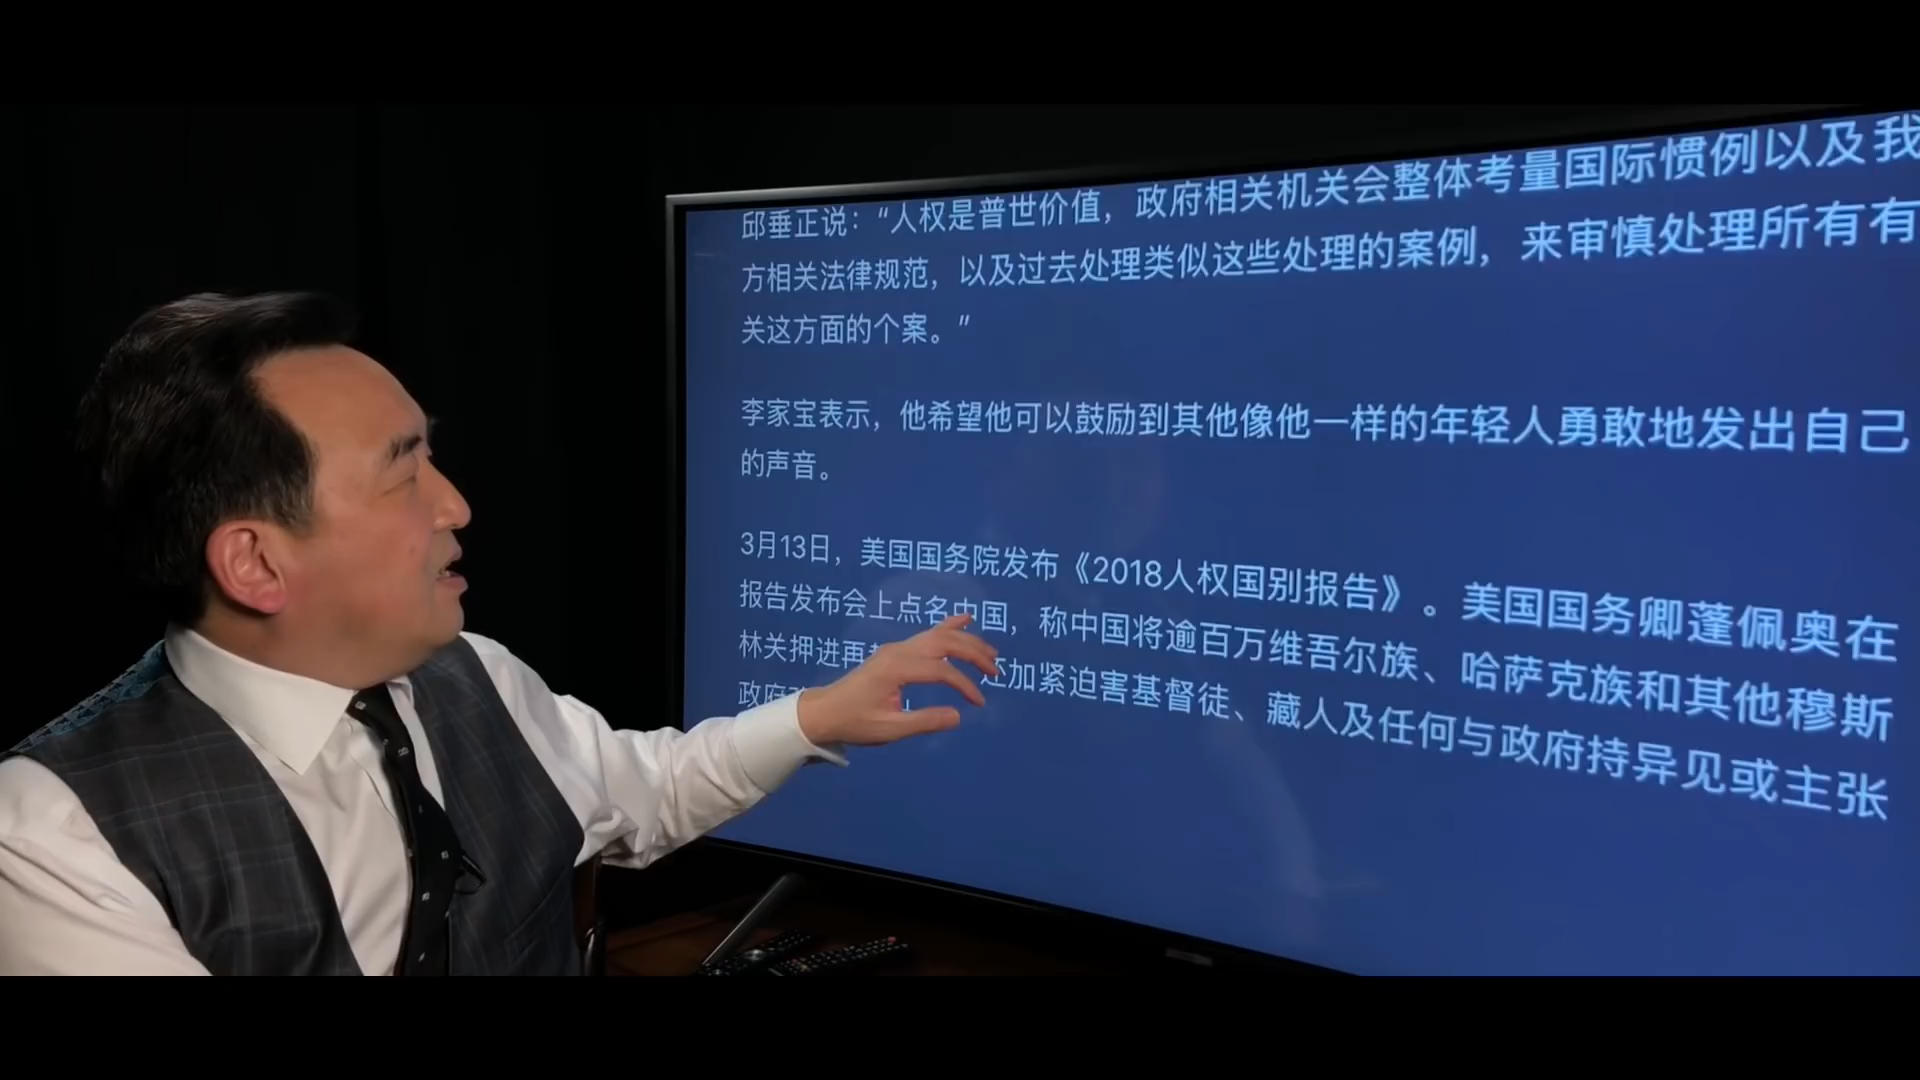 邱垂正说：“人权是普世价值，政府相关机关会整体考量国际惯例以及我
方相关法律规范，以及过去处理类似这些处理的案例，来审慎处理所有有
关这方面的个案。”
李家宝表示，他希望他可以鼓励到其他像他一样的年轻人勇敢地发出自己
的声音。
3月13日，美国国务院发布《2018人权国别报告》。美国国务卿蓬佩奥在
报告发布会上点名中国，称中国将逾百万维吾尔族、哈萨克族和其他穆斯
林关押进再 还加紧迫害基督徒、藏人及任何与政府持异见或主张
政府